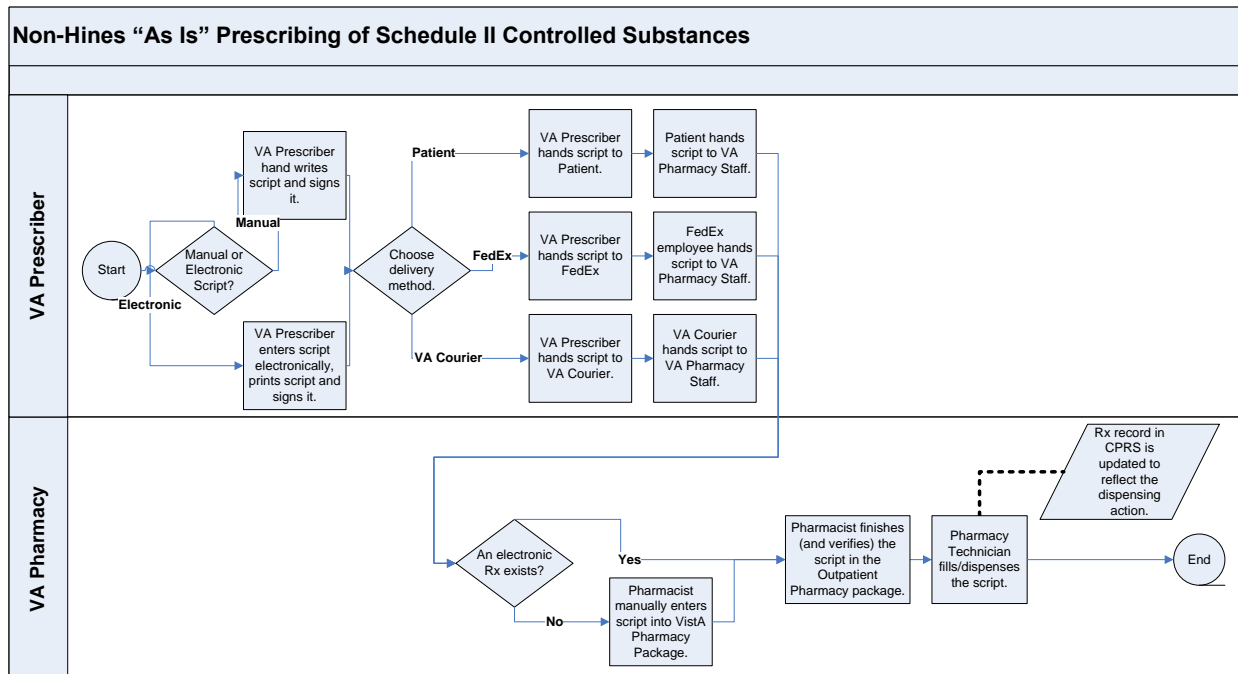 Non-Hines “As Is” Prescribing of Schedule II Controlled Substances
VA Prescriber
Start
Manual or
Electronic
Script?
Manual
Electronic
VA Prescriber
hand writes
script and signs
it.
VA Prescriber
enters script
electronically,
prints script and
signs it.
Choose
delivery
method.
Patient
FedEx
VA Courier
VA Prescriber
hands script to
Patient.
Patient hands
script to VA
Pharmacy Staff.
VA Prescriber
hands script to
FedEx
FedEx
employee hands
script to VA
Pharmacy Staff.
VA Prescriber
hands script to
VA Courier.
VA Courier
hands script to
VA Pharmacy
Staff.
VA Pharmacy
An electronic
Rx exists?
Yes
No
Pharmacist
manually enters
script into VistA
Pharmacy
Package.
Pharmacist finishes
(and verifies) the
script in the
Outpatient
Pharmacy package.
Pharmacy
Technician
fills/dispenses
the script.
Rx record in
CPRS is
updated to
reflect the
dispensing
action.
End